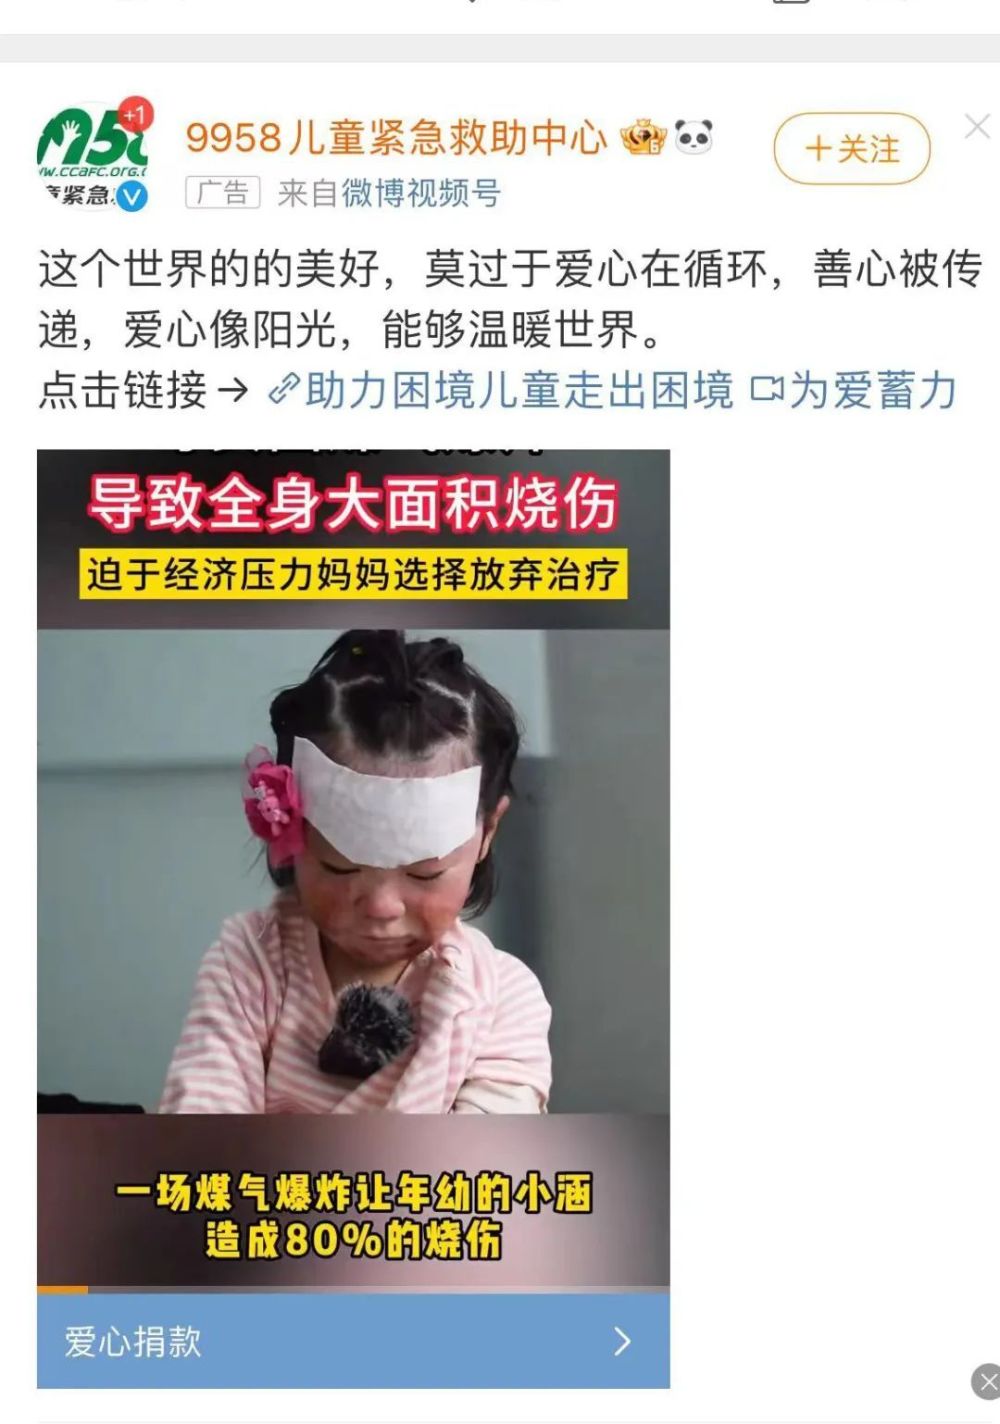 +1
9958儿童紧急救助中心
+关注
广告 来自微博视频号
这个世界的的美好，莫过于爱心在循环，善心被传
递，爱心像阳光，能够温暖世界。
点击链接→ 助力困境儿童走出困境 为爱蓄力
导致全身大面积烧伤
迫于经济压力妈妈选择放弃治疗
一场煤气爆炸让年幼的小涵
造成80%的烧伤
爱心捐款